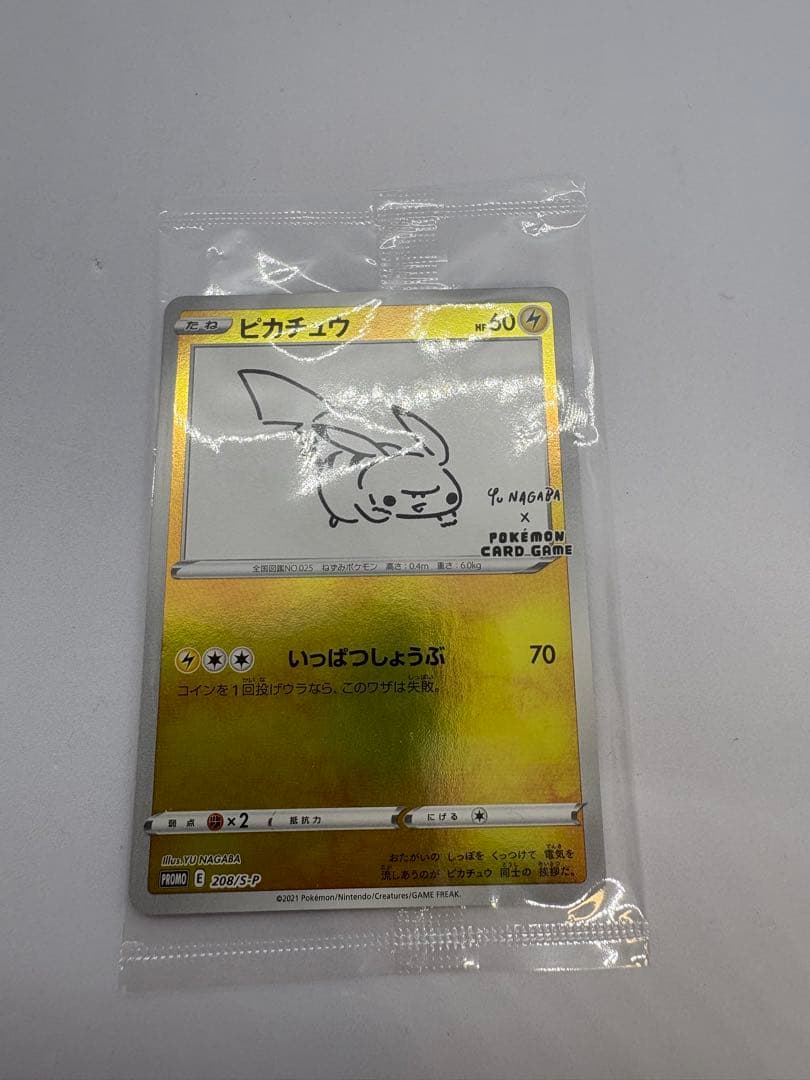 たね ピカチュウ HP60
YU NAGABA
×
POKÉMON
CARD GAME
全国図鑑NO.025 ねずみポケモン 高さ:0.4m 重さ:6.0kg
いっぱつしょうぶ 70
コインを1回投げウラなら、このワザは失敗。
弱点 ×2 抵抗力 にげる
Illus. YU NAGABA
おたがいの しっぽを くっつけて 電気を
PROMO E 208/S-P
流しあうのが ピカチュウ 同士の 挨拶だ。
©2021 Pokémon/Nintendo/Creatures/GAME FREAK.